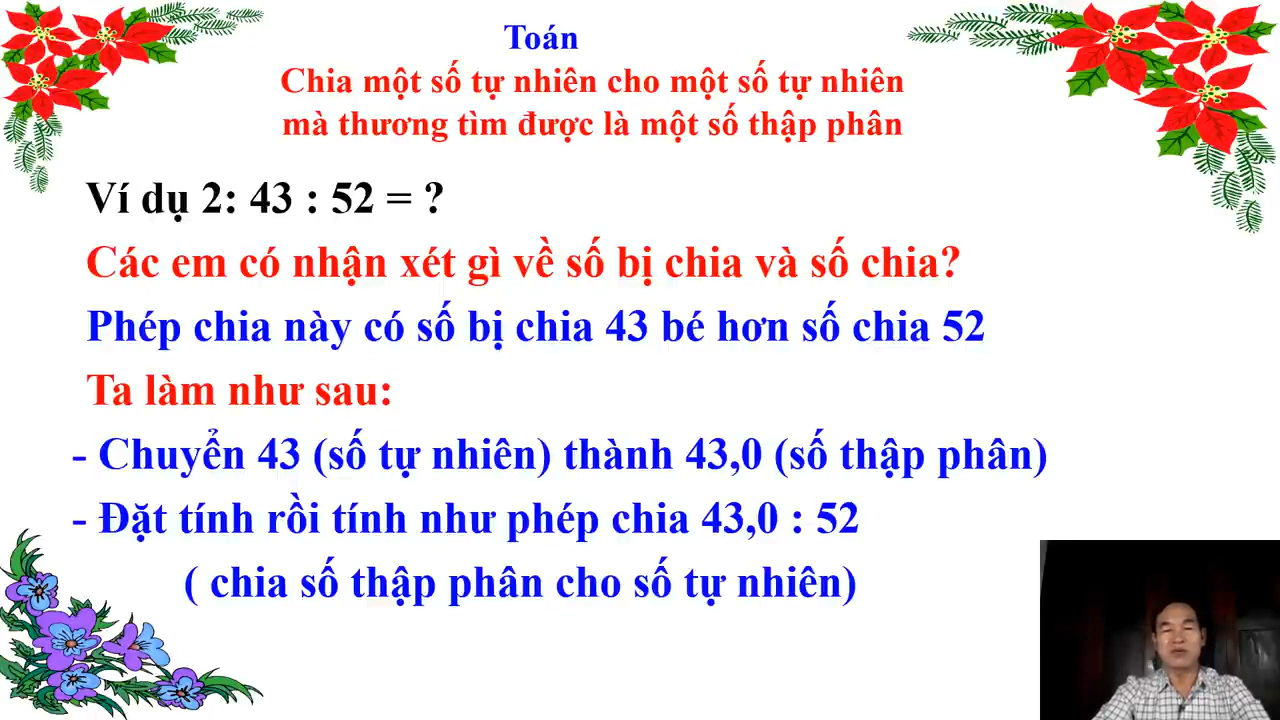 Toán
Chia một số tự nhiên cho một số tự nhiên
mà thương tìm được là một số thập phân
Ví dụ 2: 43 : 52 = ?
Các em có nhận xét gì về số bị chia và số chia?
Phép chia này có số bị chia 43 bé hơn số chia 52
Ta làm như sau:
- Chuyển 43 (số tự nhiên) thành 43,0 (số thập phân)
- Đặt tính rồi tính như phép chia 43,0 : 52
( chia số thập phân cho số tự nhiên)